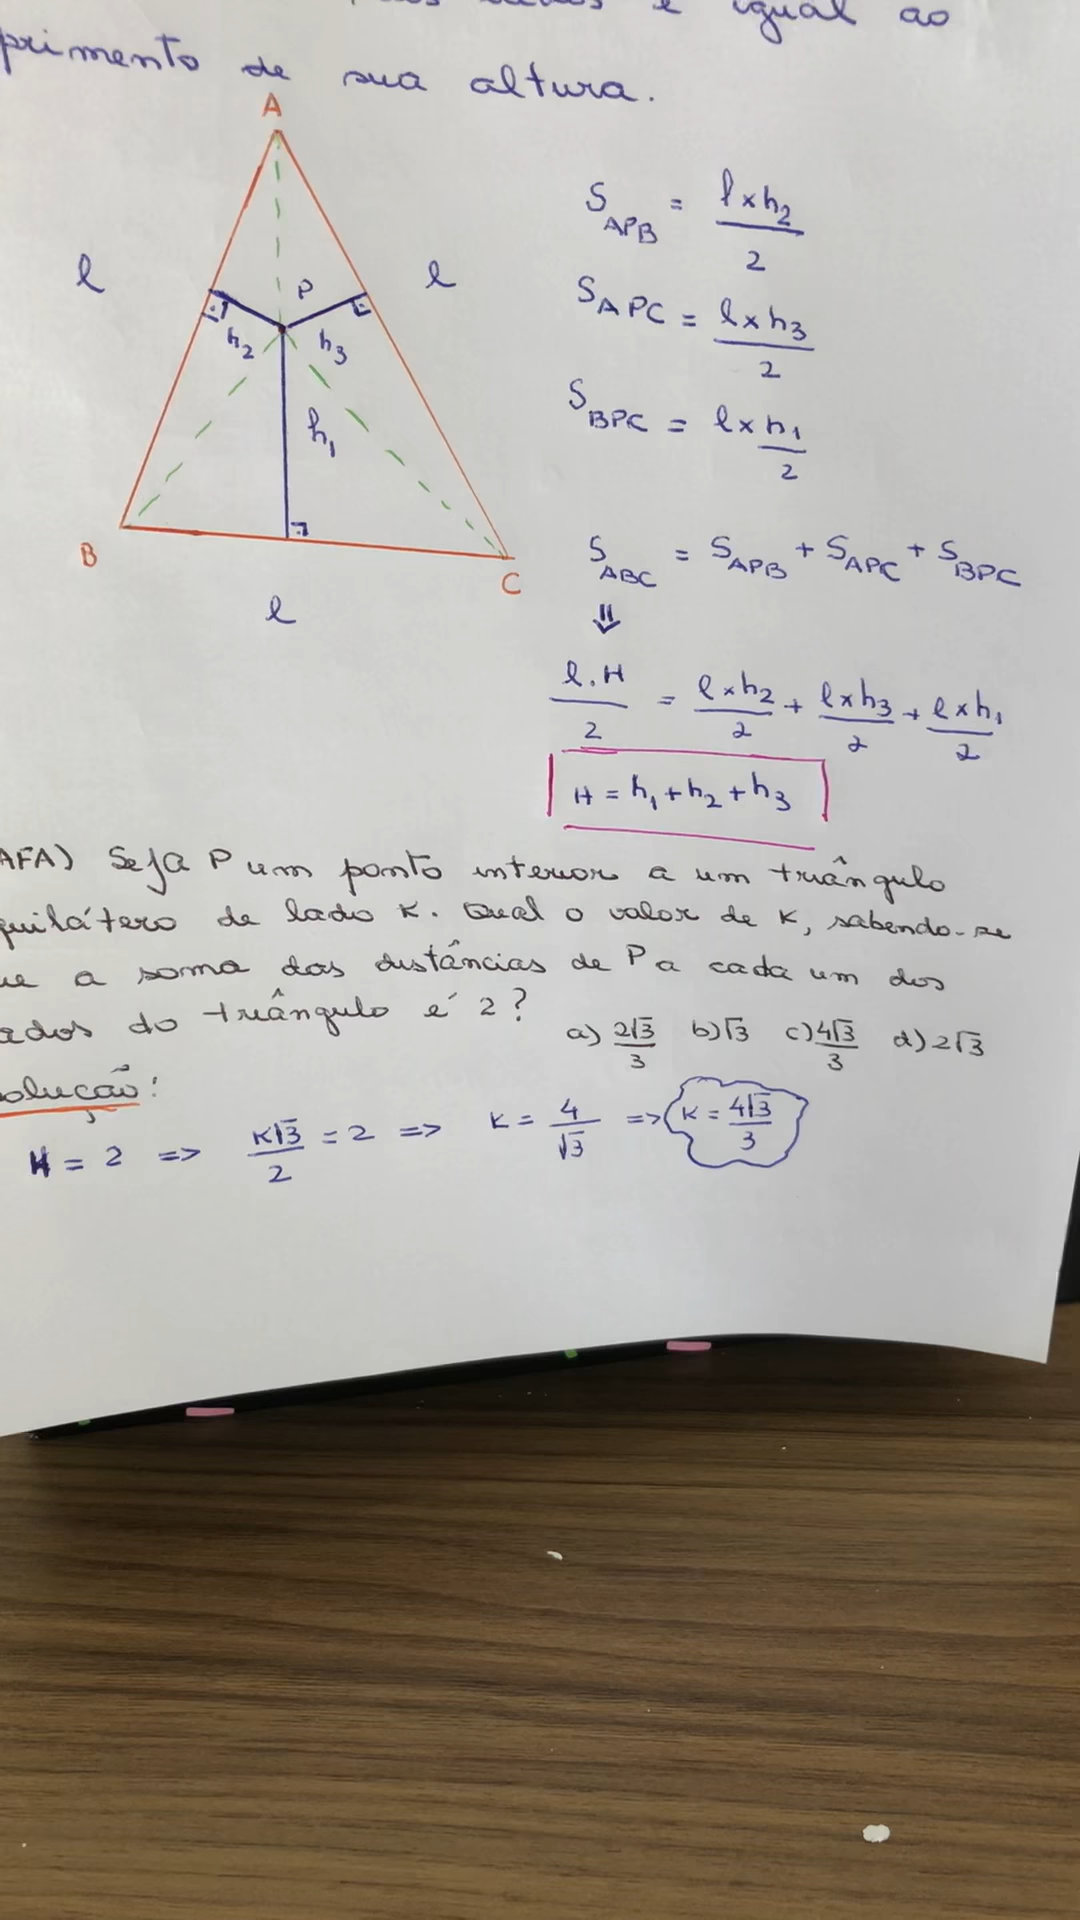 é igual ao
primento de sua altura.
A
S_APB = l x h2 / 2
l
P
l
h2
h3
S_APC = l x h3 / 2
h1
S_BPC = l x h1 / 2
B
C
l
S_ABC = S_APB + S_APC + S_BPC
⇓
l . H / 2 = l x h2 / 2 + l x h3 / 2 + l x h1 / 2
H = h1 + h2 + h3
AFA) Seja P um ponto interior a um triângulo
quilátero de lado K. Qual o valor de K, sabendo-se
ue a soma das distâncias de P a cada um dos
ados do triângulo é 2?
a) 2√3 / 3 b) √3 c) 4√3 / 3 d) 2√3
olução:
H = 2 => K√3 / 2 = 2 => K = 4 / √3 => K = 4√3 / 3